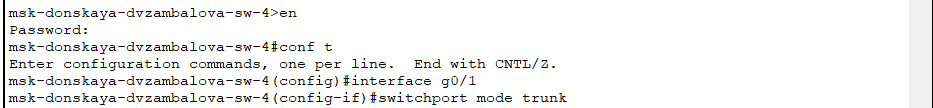 msk-donskaya-dvzambalova-sw-4>en
Password:
msk-donskaya-dvzambalova-sw-4#conf t
Enter configuration commands, one per line.  End with CNTL/Z.
msk-donskaya-dvzambalova-sw-4(config)#interface g0/1
msk-donskaya-dvzambalova-sw-4(config-if)#switchport mode trunk